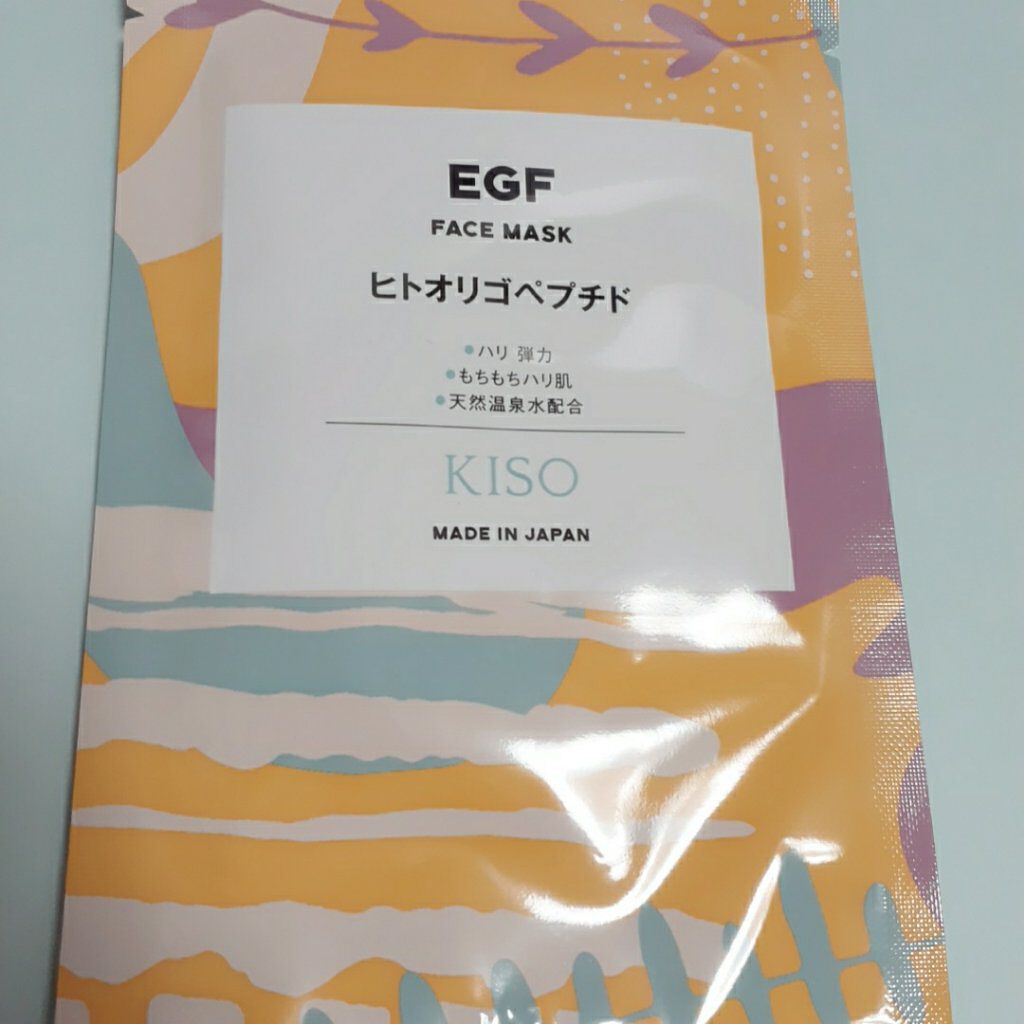 EGF
FACE MASK
ヒトオリゴペプチド
●ハリ 弾力
●もちもちハリ肌
●天然温泉水配合
KISO
MADE IN JAPAN